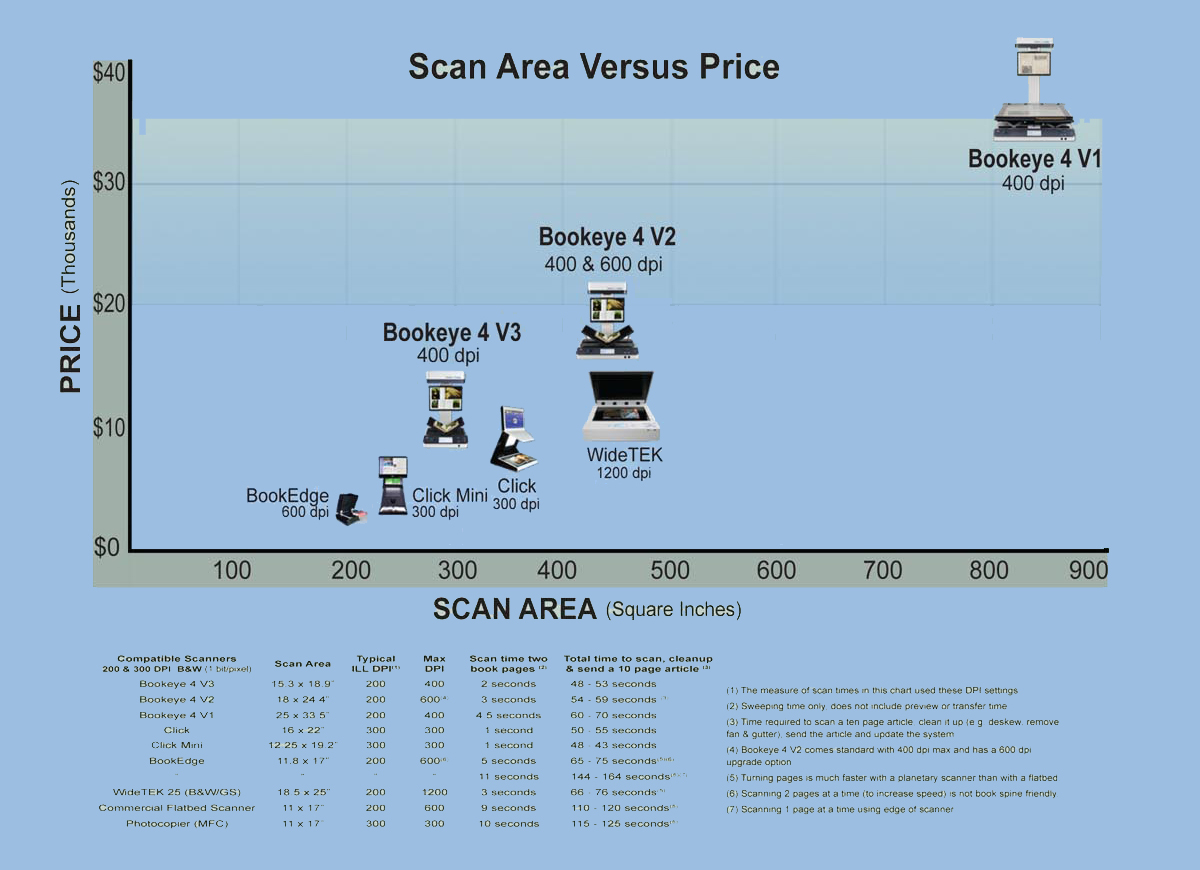 Scan Area Versus Price
$40
$30
$20
$10
$0
PRICE (Thousands)
Bookeye 4 V1
400 dpi
Bookeye 4 V2
400 & 600 dpi
Bookeye 4 V3
400 dpi
WideTEK
1200 dpi
Click
300 dpi
Click Mini
300 dpi
BookEdge
600 dpi
100 200 300 400 500 600 700 800 900
SCAN AREA (Square Inches)
Compatible Scanners
200 & 300 DPI B&W (1 bit/pixel)
Scan Area
Typical
ILL DPI(1)
Max
DPI
Scan time two
book pages (2)
Total time to scan, cleanup
& send a 10 page article (3)
Bookeye 4 V3 15.3 x 18.9" 200 400 2 seconds 48 - 53 seconds
Bookeye 4 V2 18 x 24.4" 200 600(4) 3 seconds 54 - 59 seconds
Bookeye 4 V1 25 x 33.5" 200 400 4.5 seconds 60 - 70 seconds
Click 16 x 22" 300 300 1 second 50 - 55 seconds
Click Mini 12.25 x 19.2" 300 300 1 second 48 - 43 seconds
BookEdge 11.8 x 17" 200 600(6) 5 seconds 65 - 75 seconds(5)(6)
" " " " 11 seconds 144 - 164 seconds(5)(7)
WideTEK 25 (B&W/GS) 18.5 x 25" 200 1200 3 seconds 66 - 76 seconds(5)
Commercial Flatbed Scanner 11 x 17" 200 600 9 seconds 110 - 120 seconds(5)
Photocopier (MFC) 11 x 17" 300 300 10 seconds 115 - 125 seconds(5)
(1) The measure of scan times in this chart used these DPI settings
(2) Sweeping time only, does not include preview or transfer time
(3) Time required to scan a ten page article, clean it up (e.g. deskew, remove
fan & gutter), send the article and update the system
(4) Bookeye 4 V2 comes standard with 400 dpi max and has a 600 dpi
upgrade option
(5) Turning pages is much faster with a planetary scanner than with a flatbed
(6) Scanning 2 pages at a time (to increase speed) is not book spine friendly
(7) Scanning 1 page at a time using edge of scanner